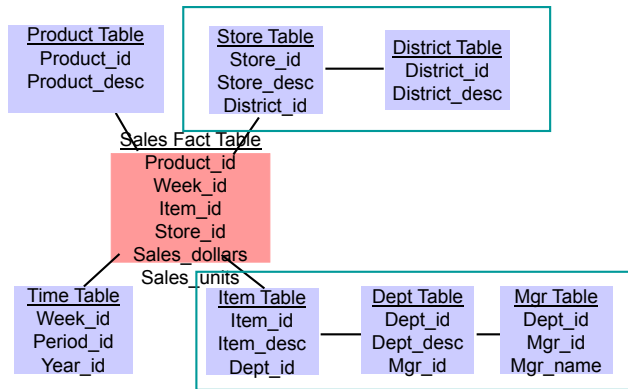 Product Table
Product_id
Product_desc
Store Table
Store_id
Store_desc
District_id
District Table
District_id
District_desc
Sales Fact Table
Product_id
Week_id
Item_id
Store_id
Sales_dollars
Sales_units
Time Table
Week_id
Period_id
Year_id
Item Table
Item_id
Item_desc
Dept_id
Dept Table
Dept_id
Dept_desc
Mgr_id
Mgr Table
Dept_id
Mgr_id
Mgr_name